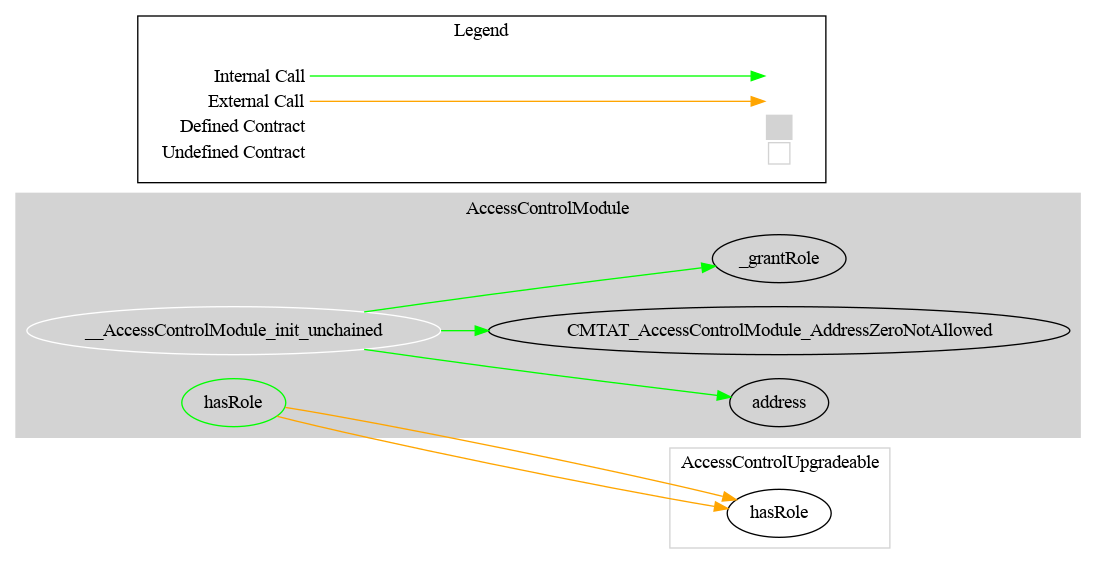 Legend
Internal Call
External Call
Defined Contract
Undefined Contract
AccessControlModule
_grantRole
__AccessControlModule_init_unchained
CMTAT_AccessControlModule_AddressZeroNotAllowed
hasRole
address
AccessControlUpgradeable
hasRole